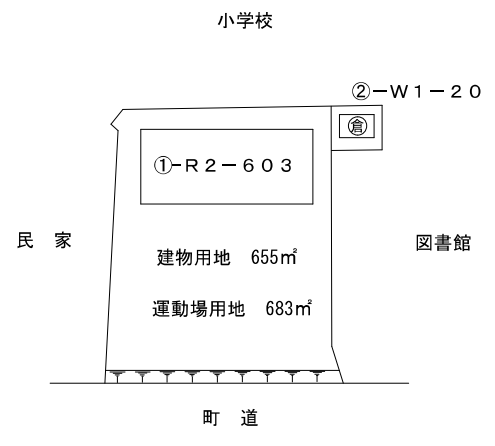 小学校
②-W1-20
倉
①-R2-603
民 家
図書館
建物用地 655㎡
運動場用地 683㎡
町 道